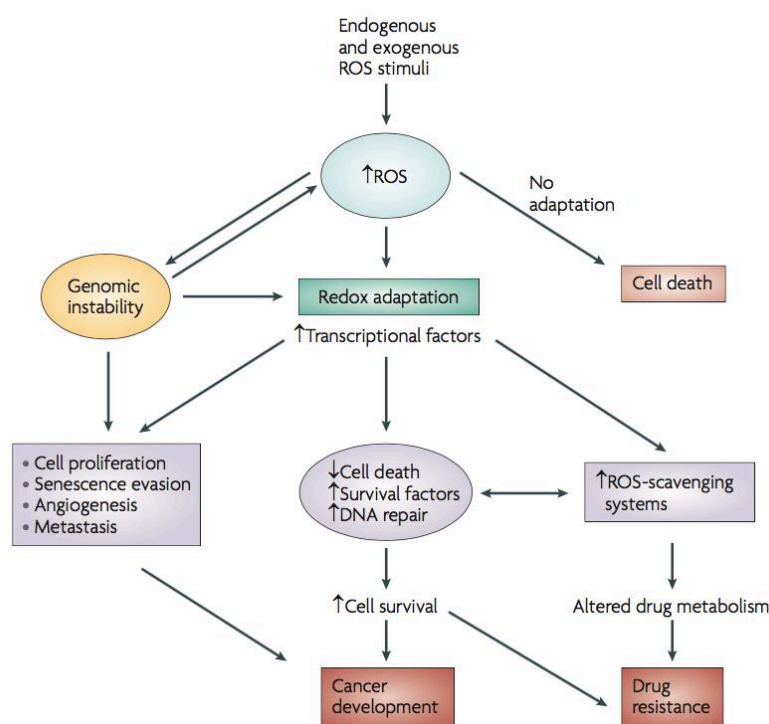 Endogenous
and exogenous
ROS stimuli
↑ROS
No
adaptation
Genomic
instability
Redox adaptation
Cell death
↑Transcriptional factors
• Cell proliferation
• Senescence evasion
• Angiogenesis
• Metastasis
↓Cell death
↑Survival factors
↑DNA repair
↑ROS-scavenging
systems
↑Cell survival
Altered drug metabolism
Cancer
development
Drug
resistance